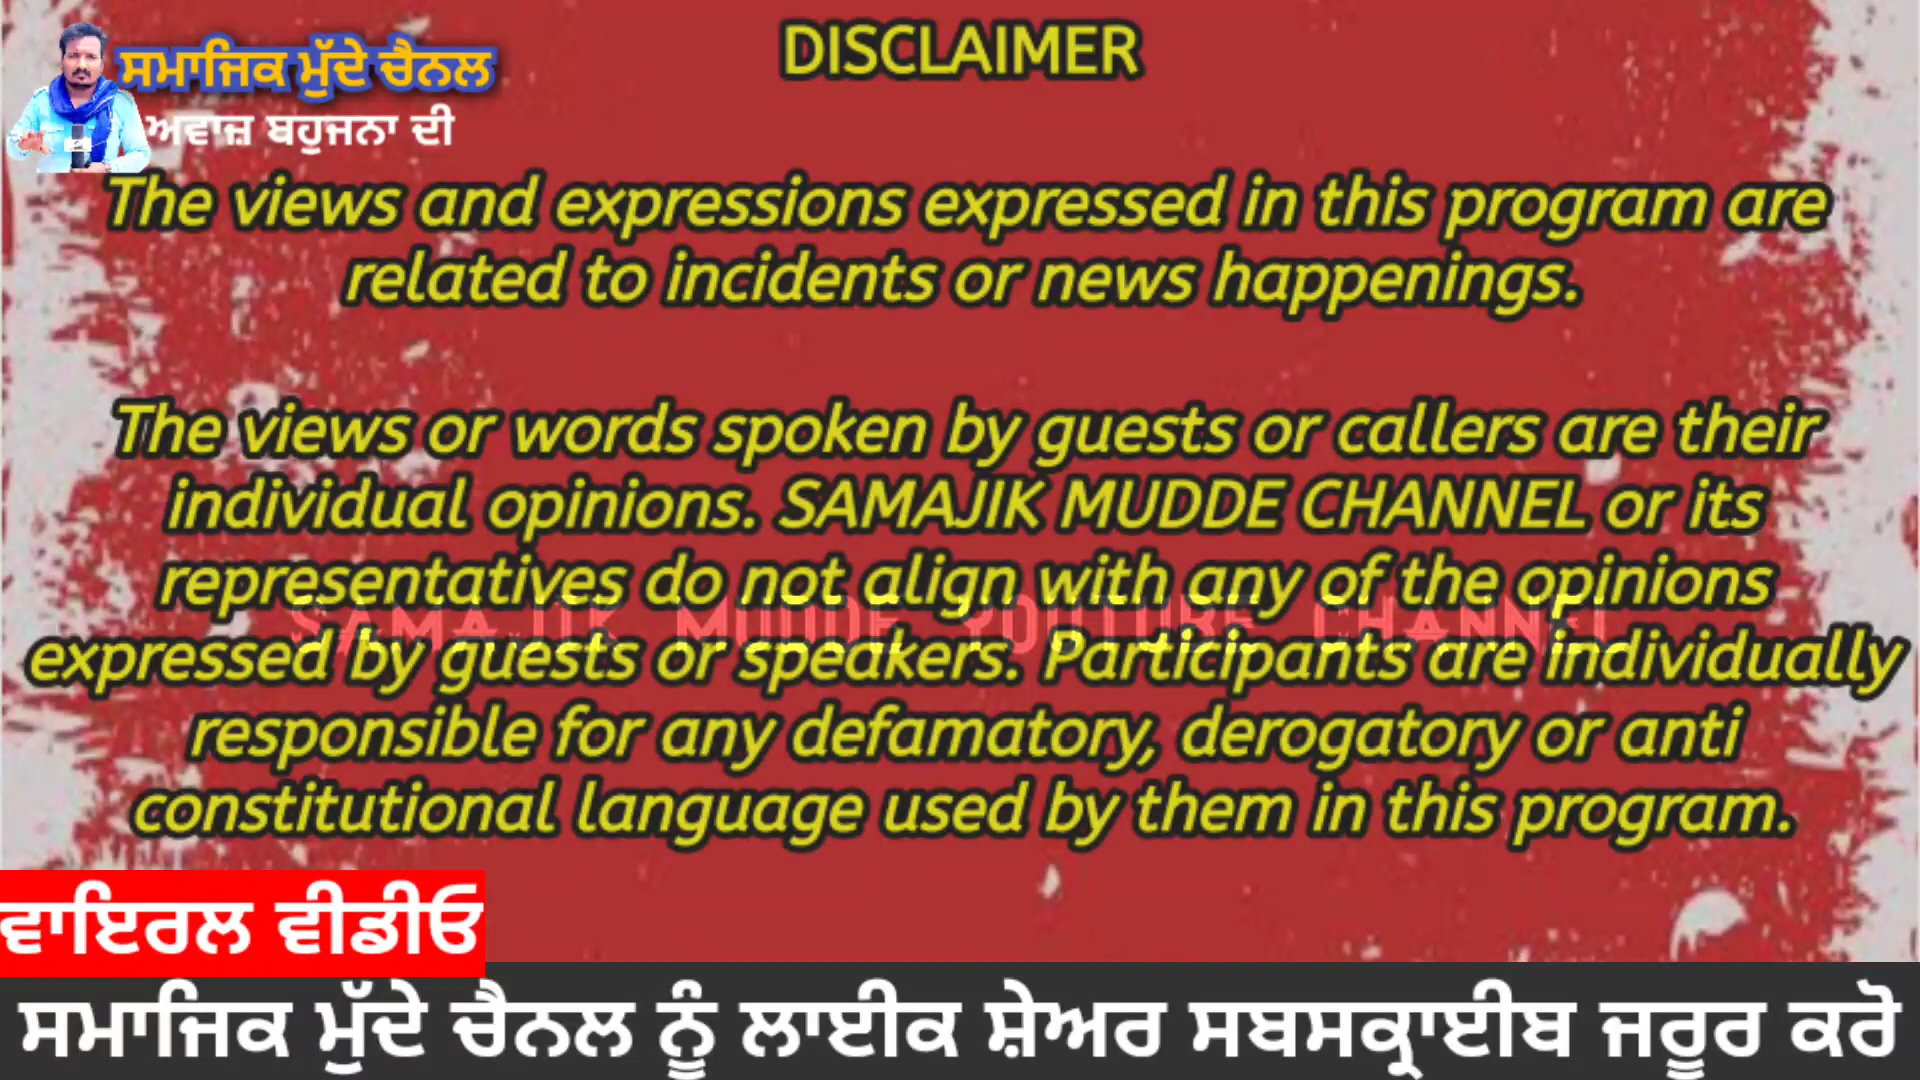 ਸਮਾਜਿਕ ਮੁੱਦੇ ਚੈਨਲ
ਅਵਾਜ਼ ਬਹੁਜਨਾ ਦੀ
DISCLAIMER
The views and expressions expressed in this program are
related to incidents or news happenings.
The views or words spoken by guests or callers are their
individual opinions. SAMAJIK MUDDE CHANNEL or its
representatives do not align with any of the opinions
SAMAJIK MUDDE YOUTUBE CHANNEL
expressed by guests or speakers. Participants are individually
responsible for any defamatory, derogatory or anti
constitutional language used by them in this program.
ਵਾਇਰਲ ਵੀਡੀਓ
ਸਮਾਜਿਕ ਮੁੱਦੇ ਚੈਨਲ ਨੂੰ ਲਾਈਕ ਸ਼ੇਅਰ ਸਬਸਕ੍ਰਾਈਬ ਜਰੂਰ ਕਰੋ